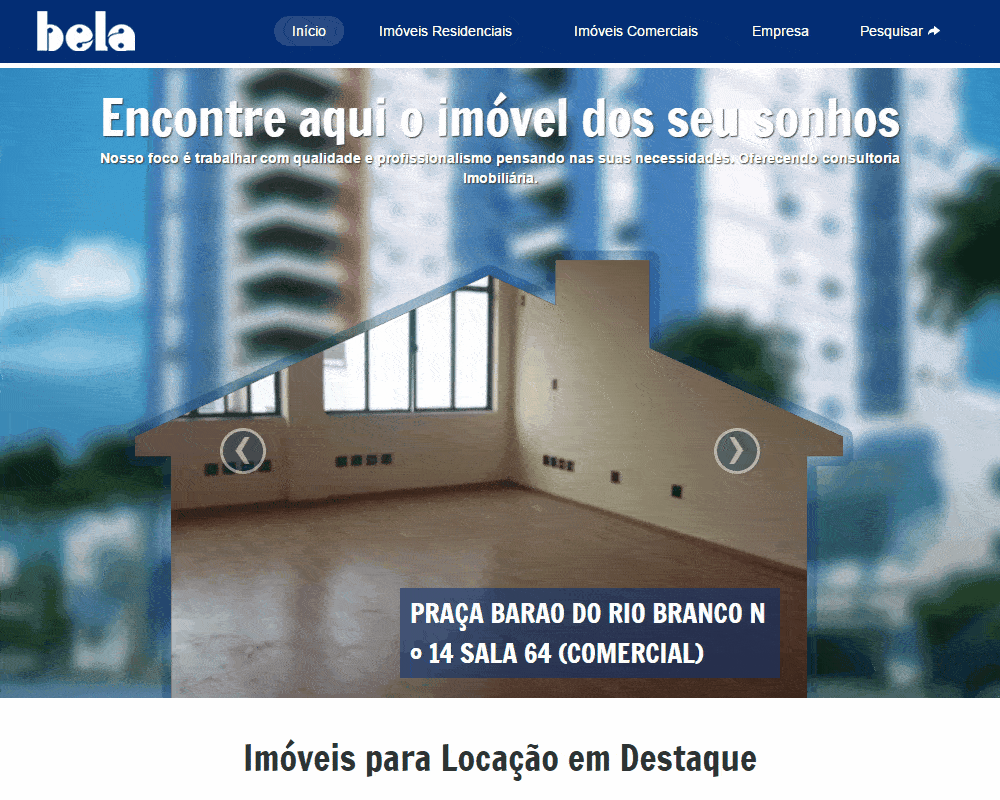 bela
Início
Imóveis Residenciais
Imóveis Comerciais
Empresa
Pesquisar
Encontre aqui o imóvel dos seu sonhos
Nosso foco é trabalhar com qualidade e profissionalismo pensando nas suas necessidades. Oferecendo consultoria
Imobiliária.
PRAÇA BARAO DO RIO BRANCO N
o 14 SALA 64 (COMERCIAL)
Imóveis para Locação em Destaque